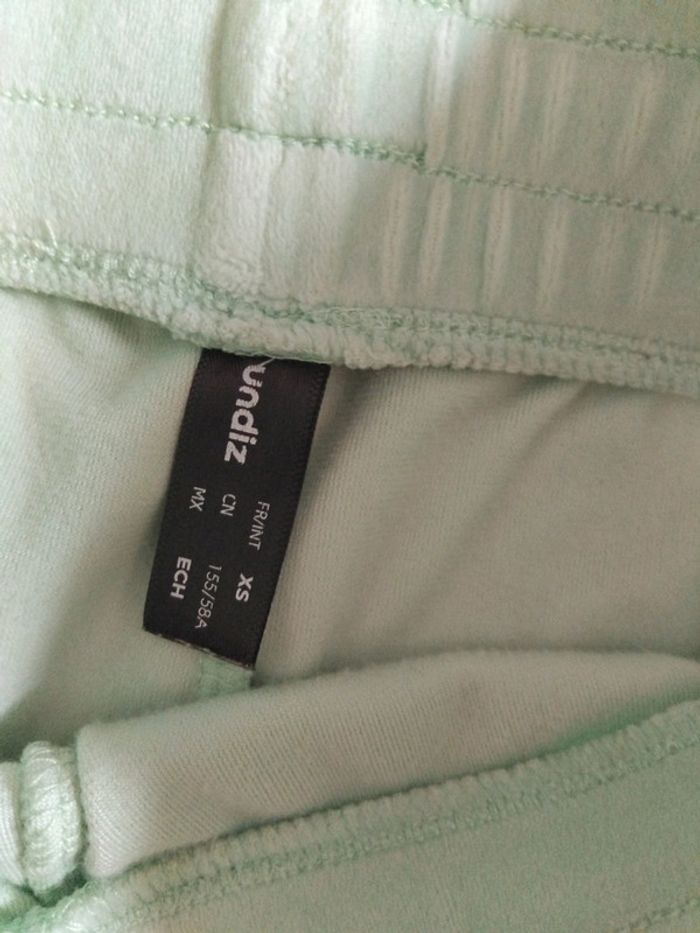 undiz
FR/INT XS
CN 155/58A
MX ECH